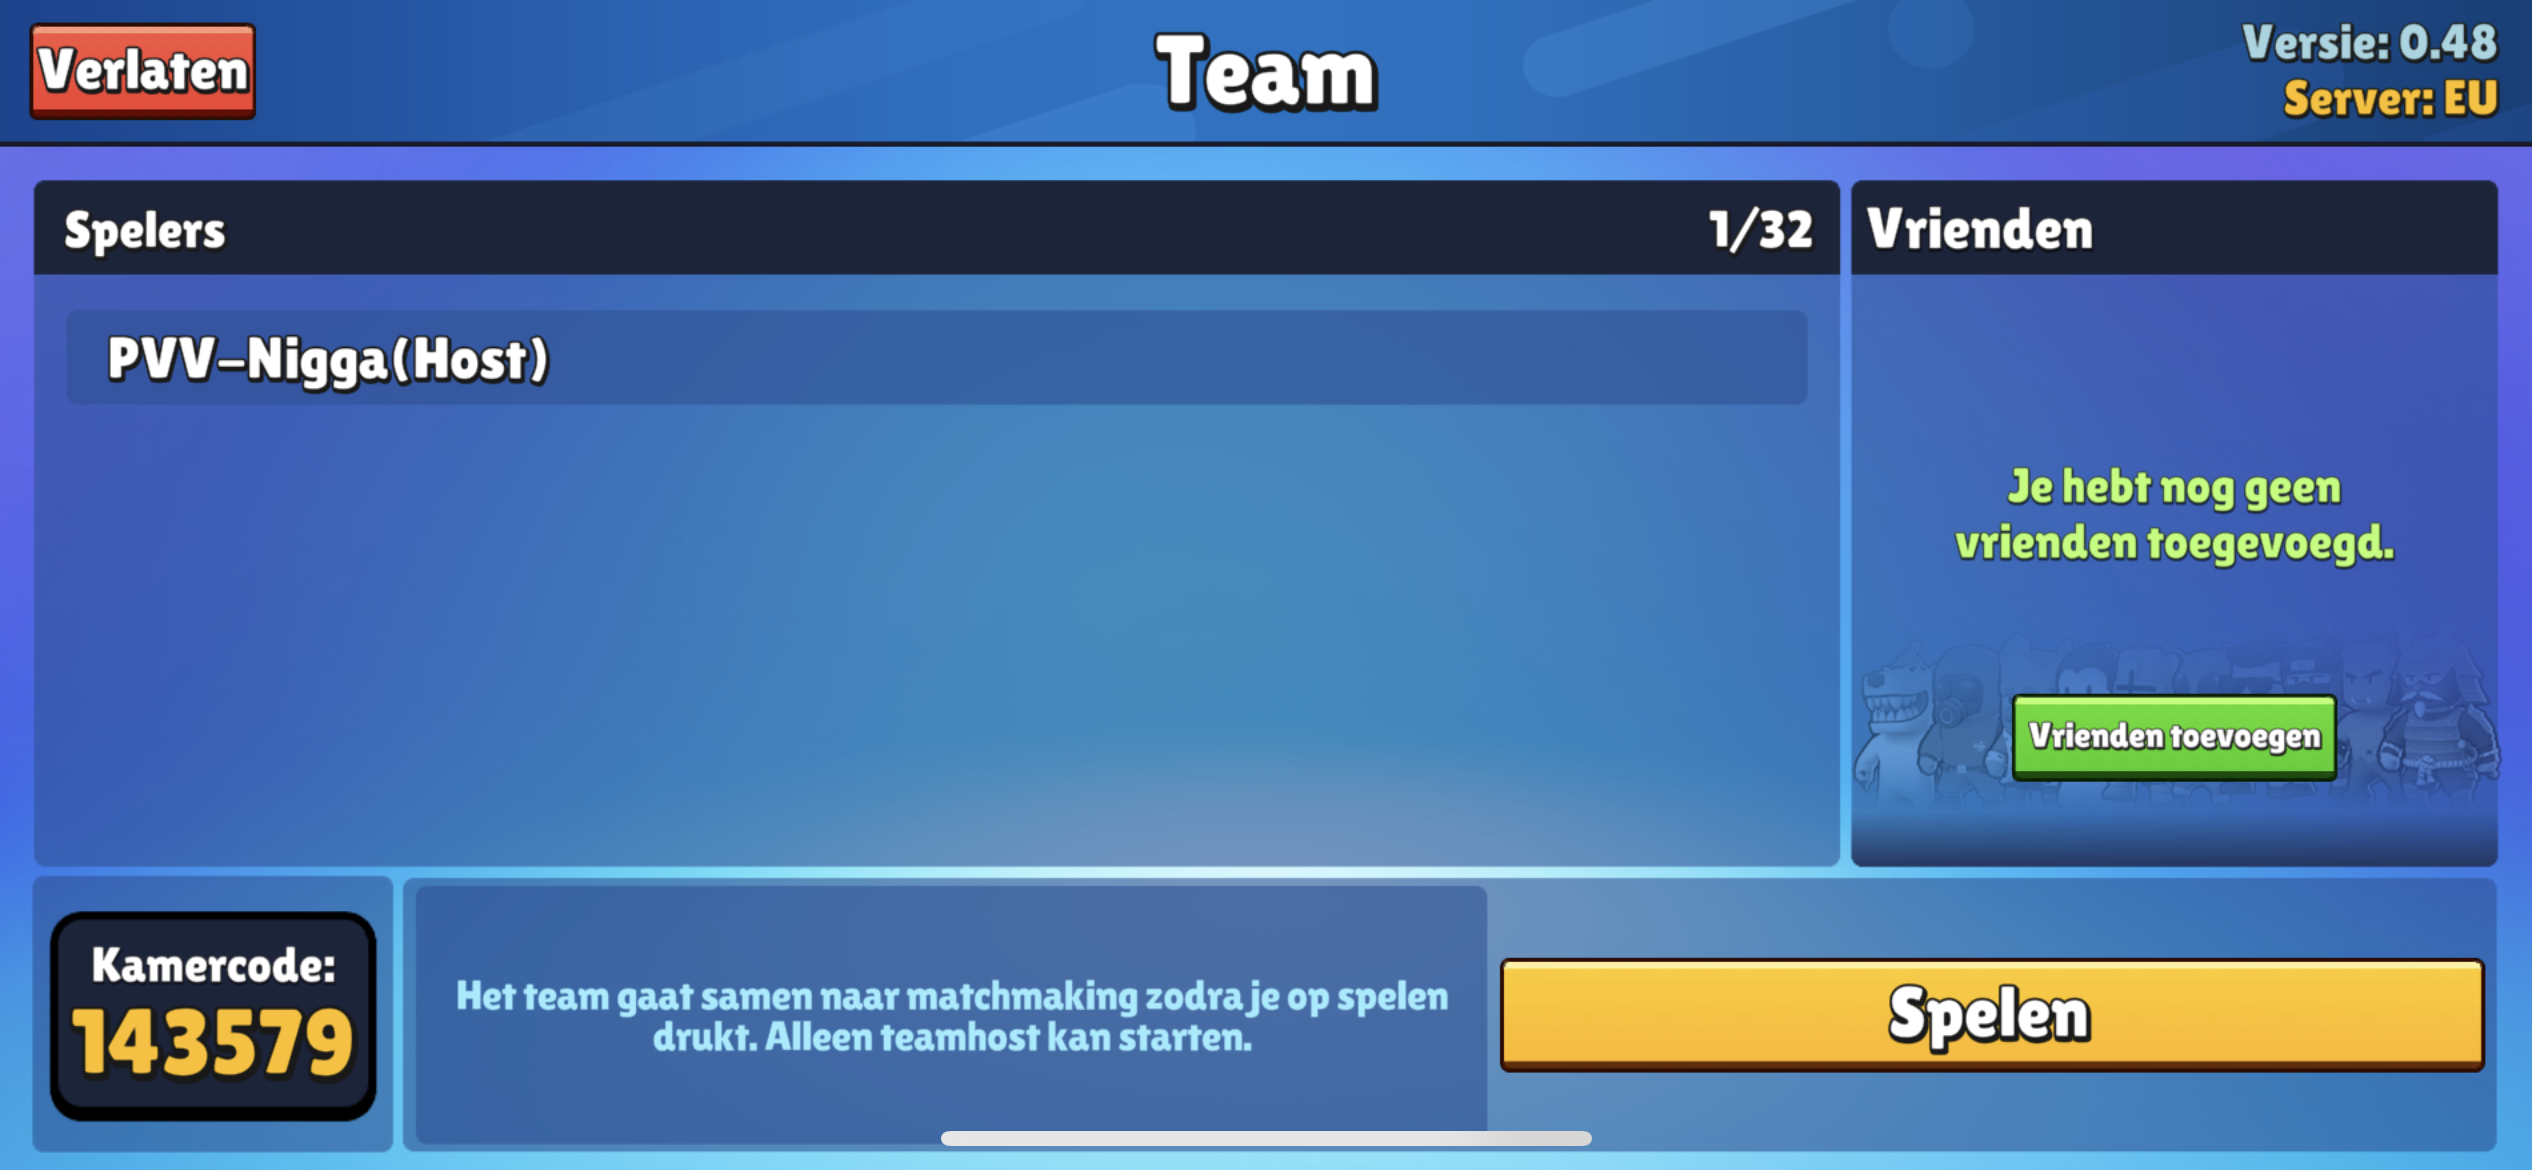 Verlaten
Team
Versie: 0.48
Server: EU
Spelers
1/32
Vrienden
PVV-Nigga(Host)
Je hebt nog geen
vrienden toegevoegd.
Vrienden toevoegen
Kamercode:
143579
Het team gaat samen naar matchmaking zodra je op spelen
drukt. Alleen teamhost kan starten.
Spelen